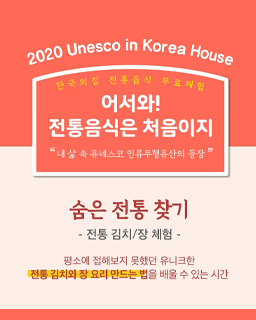 2020 Unesco in Korea House
한국의집 전통음식 무료체험
어서와!
전통음식은 처음이지
“내 삶 속 유네스코 인류무형유산의 등장”
숨은 전통 찾기
- 전통 김치/장 체험 -
평소에 접해보지 못했던 유니크한
전통 김치와 장 요리 만드는 법을 배울 수 있는 시간